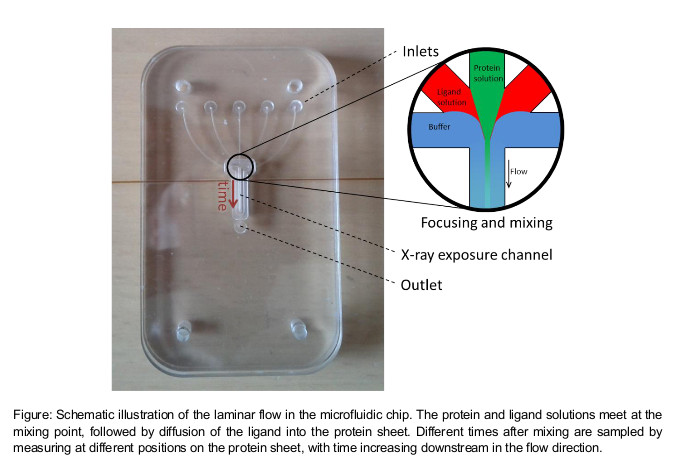 Inlets
Protein
solution
Ligand
solution
Buffer
Flow
time
Focusing and mixing
X-ray exposure channel
Outlet
Figure: Schematic illustration of the laminar flow in the microfluidic chip. The protein and ligand solutions meet at the
mixing point, followed by diffusion of the ligand into the protein sheet. Different times after mixing are sampled by
measuring at different positions on the protein sheet, with time increasing downstream in the flow direction.